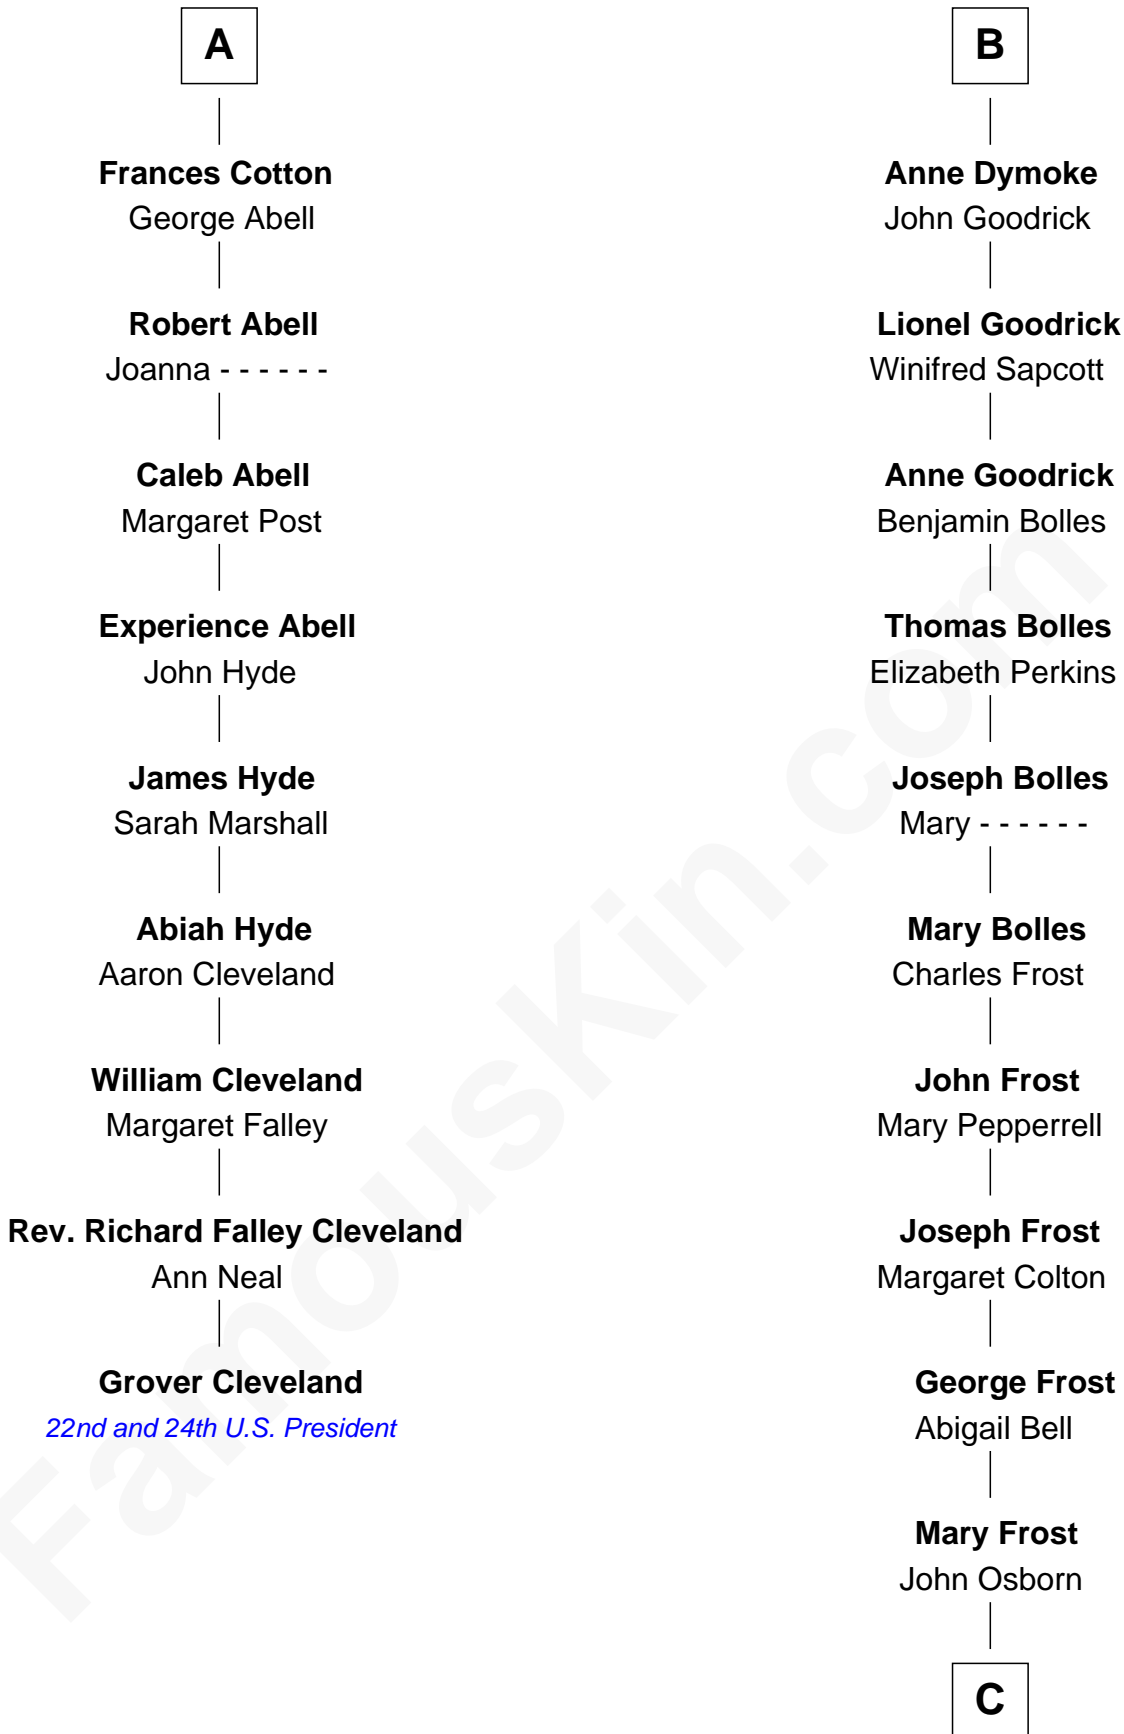 A
Frances Cotton
George Abell
Robert Abell
Joanna - - - - - -
Caleb Abell
Margaret Post
Experience Abell
John Hyde
James Hyde
Sarah Marshall
Abiah Hyde
Aaron Cleveland
William Cleveland
Margaret Falley
Rev. Richard Falley Cleveland
Ann Neal
Grover Cleveland
22nd and 24th U.S. President
B
Anne Dymoke
John Goodrick
Lionel Goodrick
Winifred Sapcott
Anne Goodrick
Benjamin Bolles
Thomas Bolles
Elizabeth Perkins
Joseph Bolles
Mary - - - - - -
Mary Bolles
Charles Frost
John Frost
Mary Pepperrell
Joseph Frost
Margaret Colton
George Frost
Abigail Bell
Mary Frost
John Osborn
C
FamousKin.com